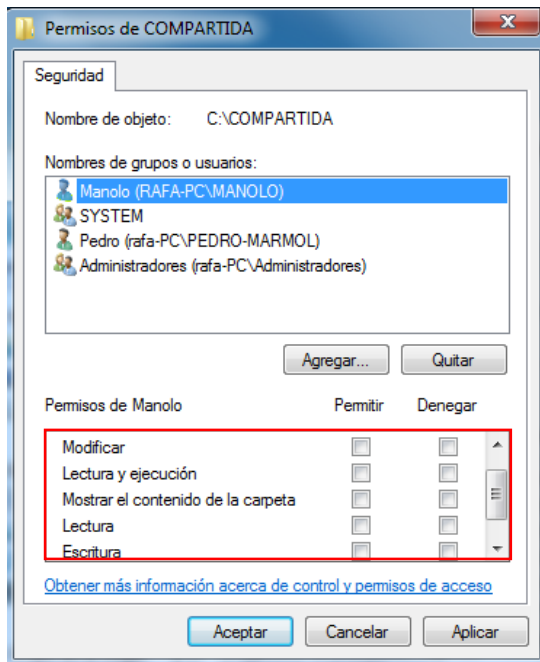 Permisos de COMPARTIDA
Seguridad
Nombre de objeto: C:\COMPARTIDA
Nombres de grupos o usuarios:
Manolo (RAFA-PC\MANOLO)
SYSTEM
Pedro (rafa-PC\PEDRO-MARMOL)
Administradores (rafa-PC\Administradores)
Agregar... Quitar
Permisos de Manolo Permitir Denegar
Modificar
Lectura y ejecución
Mostrar el contenido de la carpeta
Lectura
Escritura
Obtener más información acerca de control y permisos de acceso
Aceptar Cancelar Aplicar